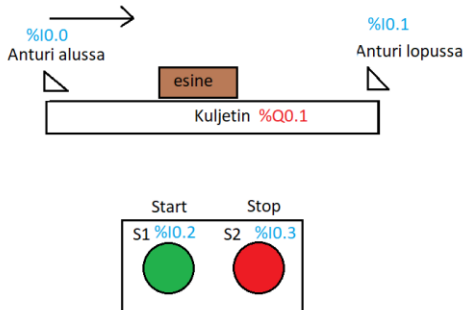 %I0.0
Anturi alussa
%I0.1
Anturi lopussa
esine
Kuljetin %Q0.1
Start Stop
S1 %I0.2 S2 %I0.3